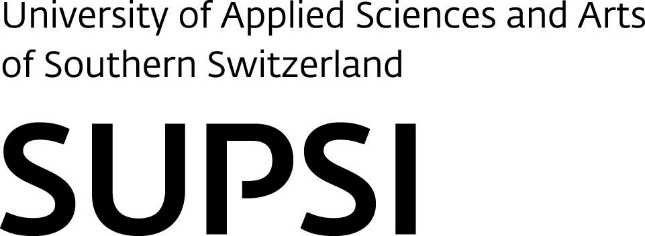 University of Applied Sciences and Arts
of Southern Switzerland
SUPSI